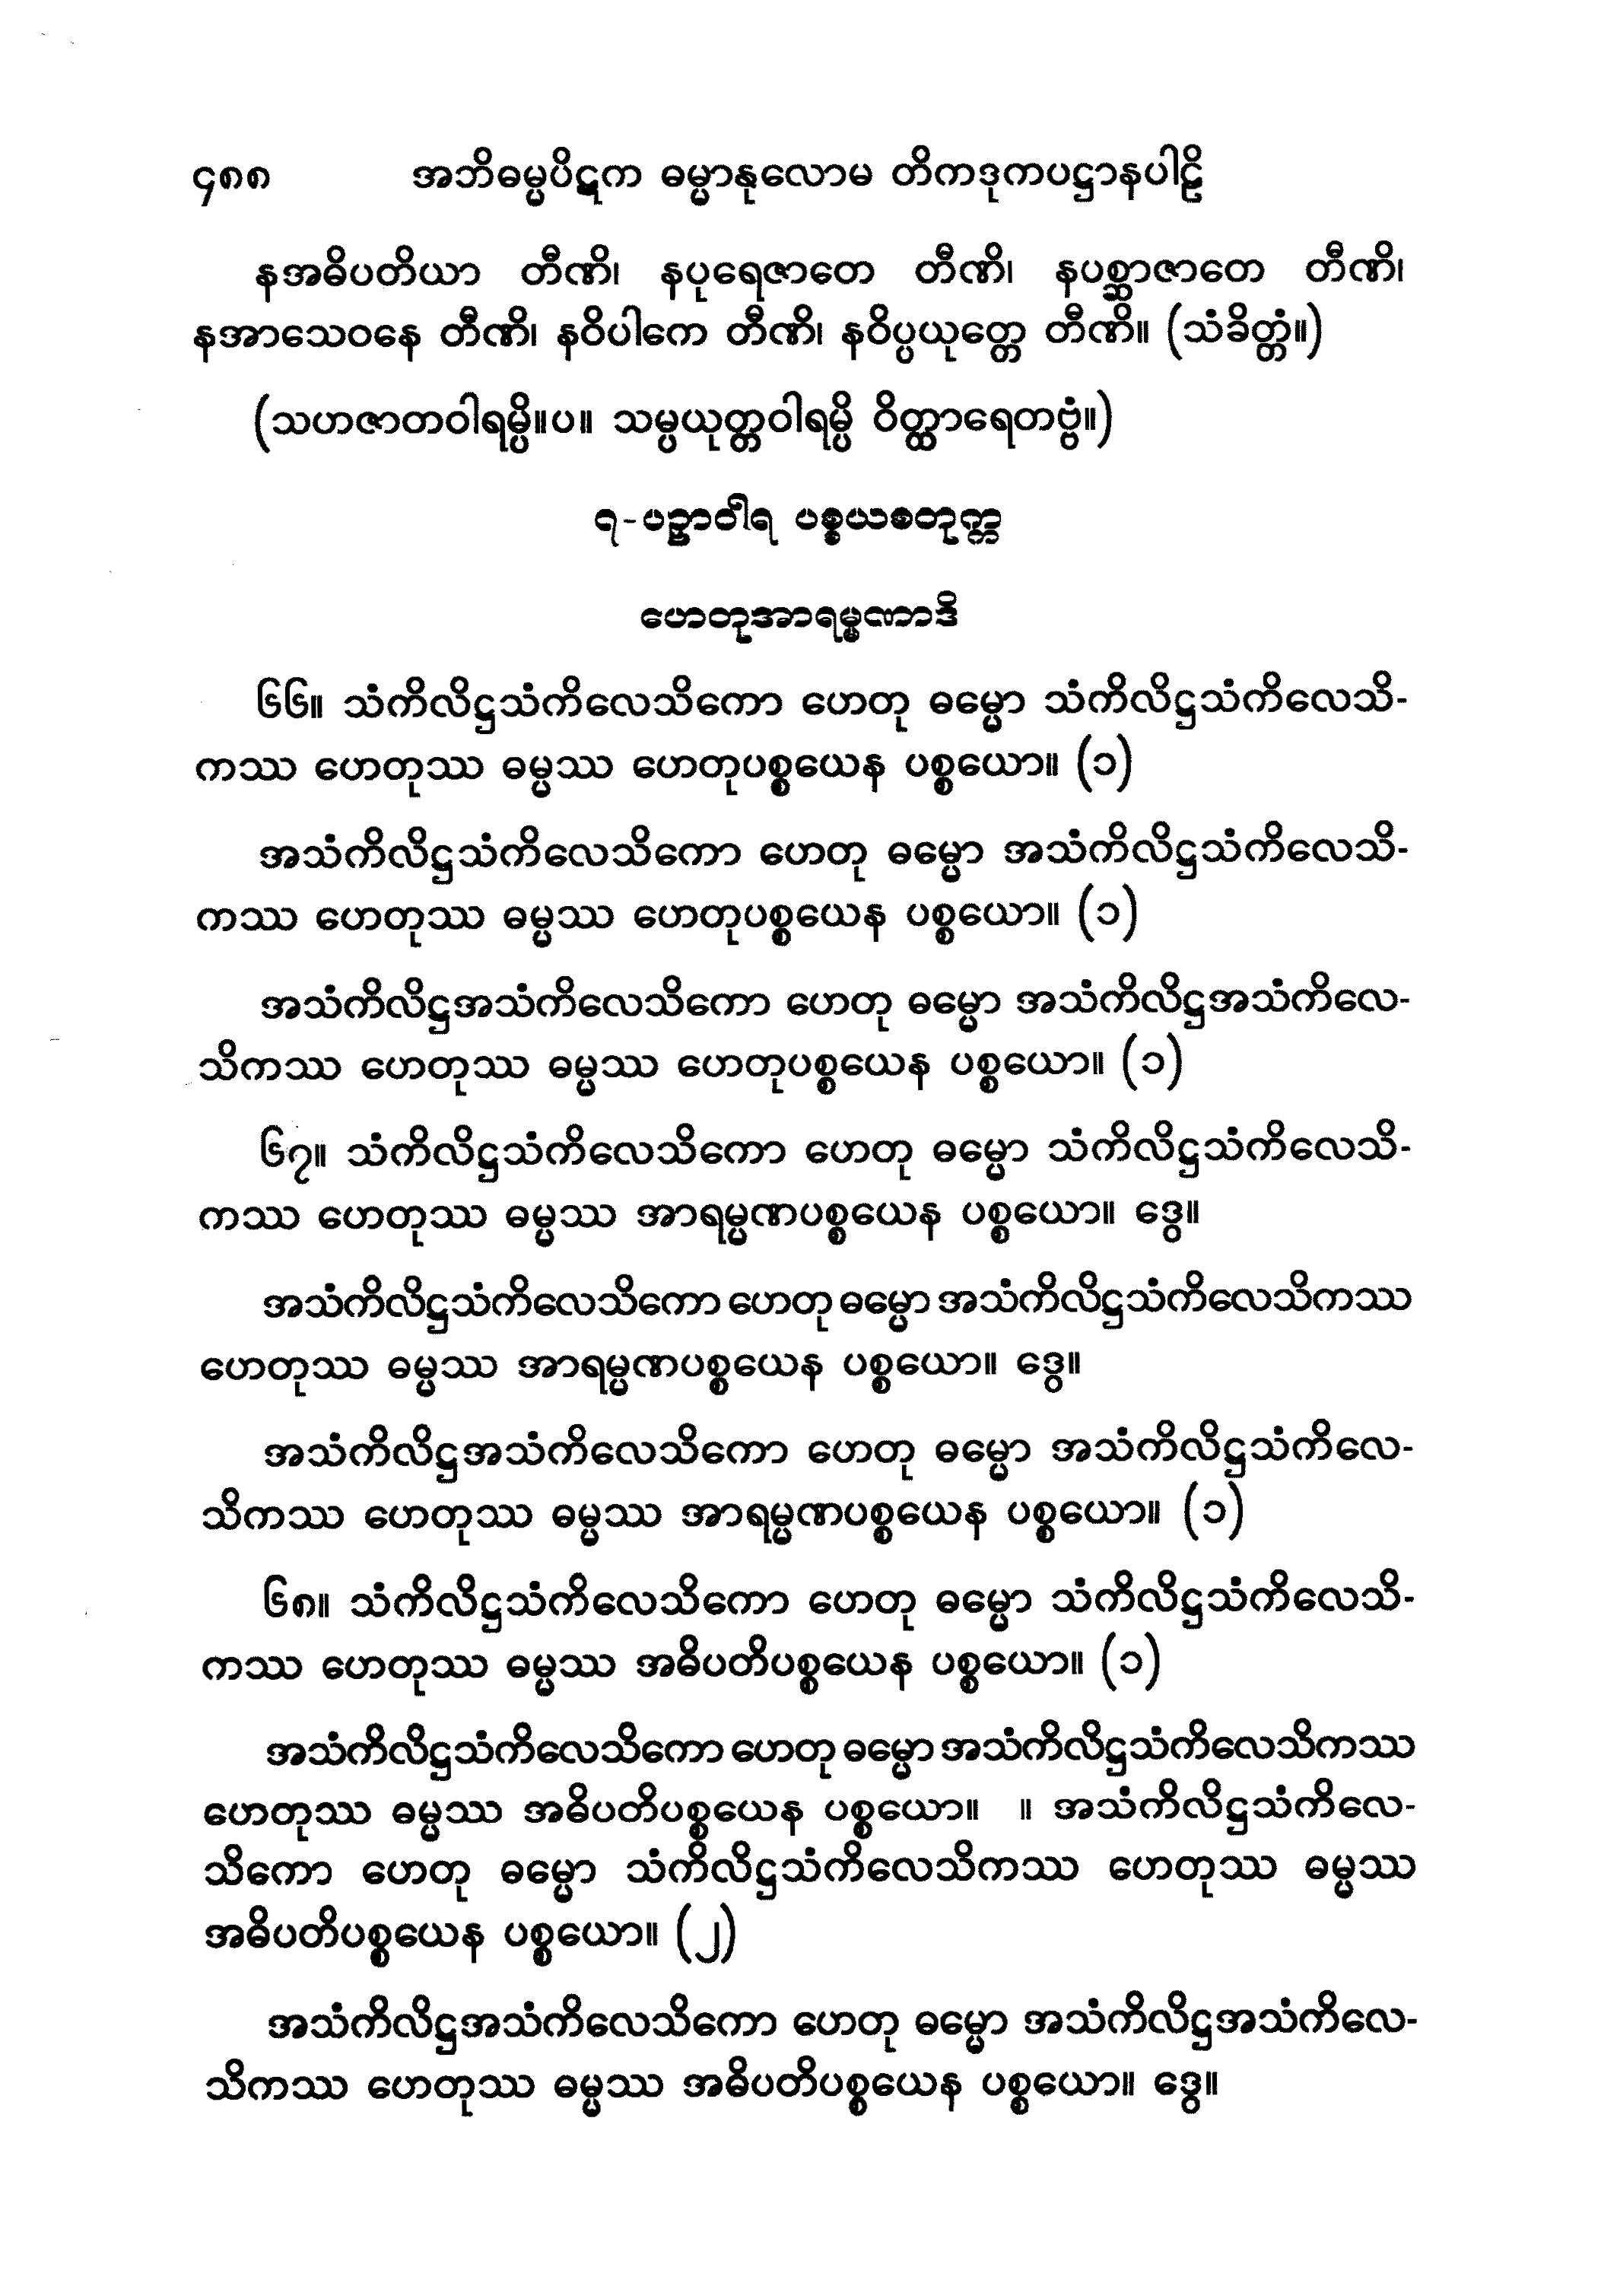 ၄၈၈ အဘိဓမ္မပိဋက ဓမ္မာနုလောမ တိကဒုကပဋ္ဌာနပါဠိ
နအဓိပတိယာ တီဏိ၊ နပုရေဇာတေ တီဏိ၊ နပစ္ဆာဇာတေ တီဏိ၊
နအာသေဝနေ တီဏိ၊ နဝိပါကေ တီဏိ၊ နဝိပ္ပယုတ္တေ တီဏိ။ (သံခိတ္တံ။)
(သဟဇာတဝါရမ္ပိ။ပ။ သမ္ပယုတ္တဝါရမ္ပိ ဝိတ္ထာရေတဗ္ဗံ။)
၇-ပဉှာဝါရ ပစ္စယစတုက္က
ဟေတုအာရမ္မဏာဒိ
၆၆။ သံကိလိဋ္ဌသံကိလေသိကော ဟေတု ဓမ္မော သံကိလိဋ္ဌသံကိလေသိ-
ကဿ ဟေတုဿ ဓမ္မဿ ဟေတုပစ္စယေန ပစ္စယော။ (၁)
အသံကိလိဋ္ဌသံကိလေသိကော ဟေတု ဓမ္မော အသံကိလိဋ္ဌသံကိလေသိ-
ကဿ ဟေတုဿ ဓမ္မဿ ဟေတုပစ္စယေန ပစ္စယော။ (၁)
အသံကိလိဋ္ဌအသံကိလေသိကော ဟေတု ဓမ္မော အသံကိလိဋ္ဌအသံကိလေ-
သိကဿ ဟေတုဿ ဓမ္မဿ ဟေတုပစ္စယေန ပစ္စယော။ (၁)
၆၇။ သံကိလိဋ္ဌသံကိလေသိကော ဟေတု ဓမ္မော သံကိလိဋ္ဌသံကိလေသိ-
ကဿ ဟေတုဿ ဓမ္မဿ အာရမ္မဏပစ္စယေန ပစ္စယော။ ဒွေ။
အသံကိလိဋ္ဌသံကိလေသိကော ဟေတု ဓမ္မော အသံကိလိဋ္ဌသံကိလေသိကဿ
ဟေတုဿ ဓမ္မဿ အာရမ္မဏပစ္စယေန ပစ္စယော။ ဒွေ။
အသံကိလိဋ္ဌအသံကိလေသိကော ဟေတု ဓမ္မော အသံကိလိဋ္ဌသံကိလေ-
သိကဿ ဟေတုဿ ဓမ္မဿ အာရမ္မဏပစ္စယေန ပစ္စယော။ (၁)
၆၈။ သံကိလိဋ္ဌသံကိလေသိကော ဟေတု ဓမ္မော သံကိလိဋ္ဌသံကိလေသိ-
ကဿ ဟေတုဿ ဓမ္မဿ အဓိပတိပစ္စယေန ပစ္စယော။ (၁)
အသံကိလိဋ္ဌသံကိလေသိကော ဟေတု ဓမ္မော အသံကိလိဋ္ဌသံကိလေသိကဿ
ဟေတုဿ ဓမ္မဿ အဓိပတိပစ္စယေန ပစ္စယော။ ။ အသံကိလိဋ္ဌသံကိလေ-
သိကော ဟေတု ဓမ္မော သံကိလိဋ္ဌသံကိလေသိကဿ ဟေတုဿ ဓမ္မဿ
အဓိပတိပစ္စယေန ပစ္စယော။ (၂)
အသံကိလိဋ္ဌအသံကိလေသိကော ဟေတု ဓမ္မော အသံကိလိဋ္ဌအသံကိလေ-
သိကဿ ဟေတုဿ ဓမ္မဿ အဓိပတိပစ္စယေန ပစ္စယော။ ဒွေ။